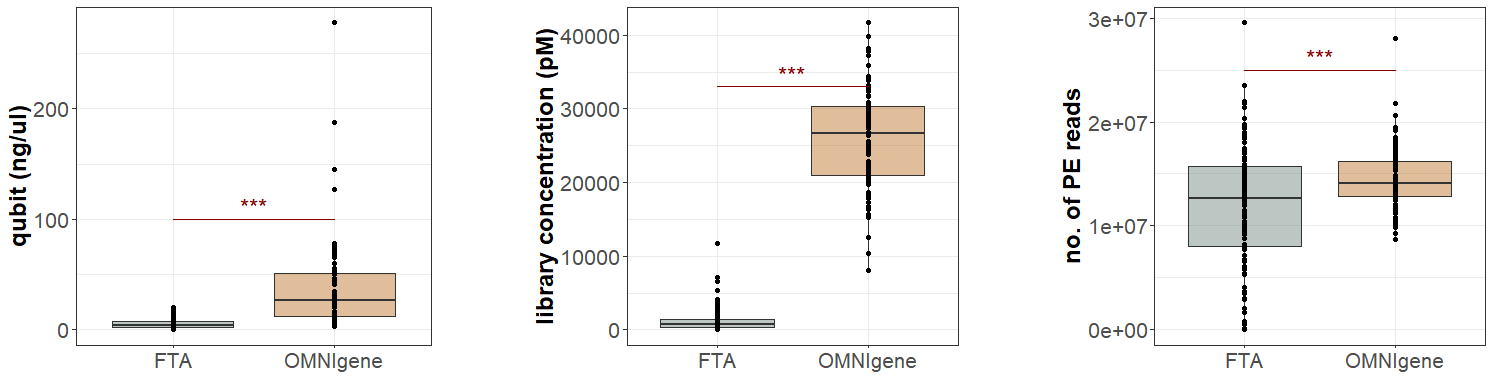 qubit (ng/ul)
200
100
0
***
FTA
OMNIgene
library concentration (pM)
40000
30000
20000
10000
0
***
FTA
OMNIgene
no. of PE reads
3e+07
2e+07
1e+07
0e+00
***
FTA
OMNIgene